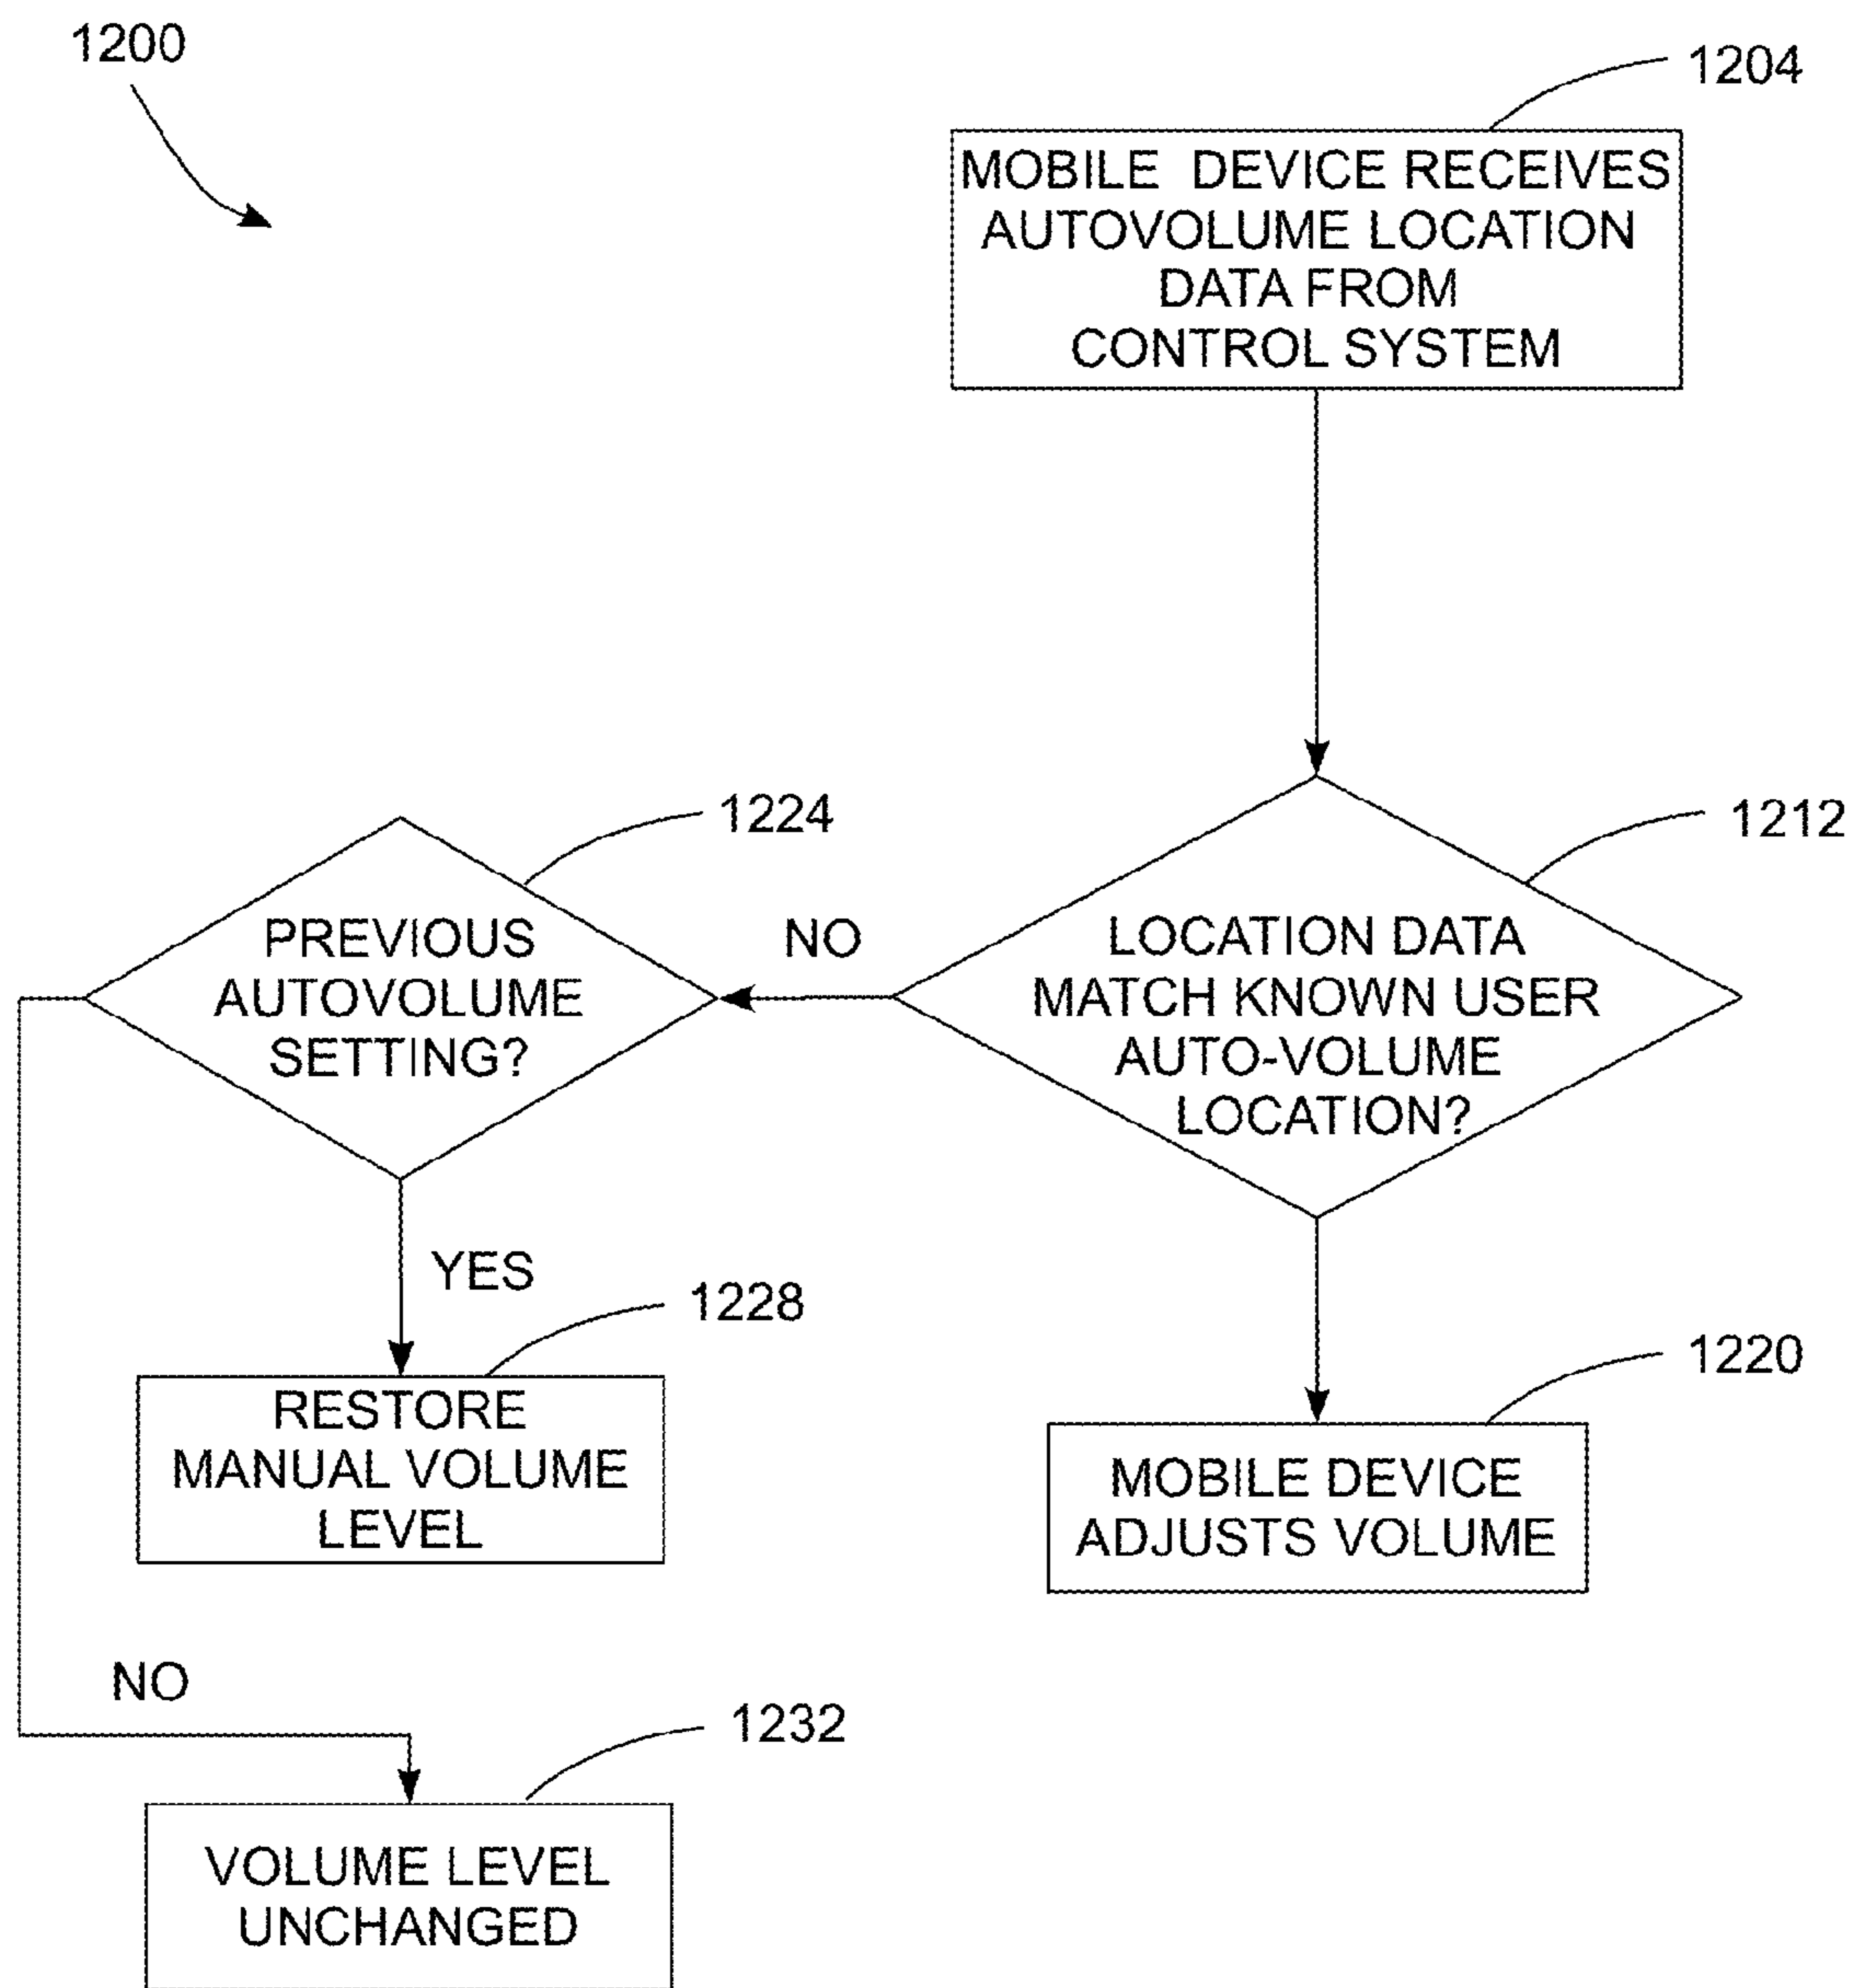 1200
1204
MOBILE DEVICE RECEIVES
AUTOVOLUME LOCATION
DATA FROM
CONTROL SYSTEM
1224
1212
PREVIOUS
AUTOVOLUME
SETTING?
NO
LOCATION DATA
MATCH KNOWN USER
AUTO-VOLUME
LOCATION?
YES
1228
RESTORE
MANUAL VOLUME
LEVEL
1220
MOBILE DEVICE
ADJUSTS VOLUME
NO
1232
VOLUME LEVEL
UNCHANGED